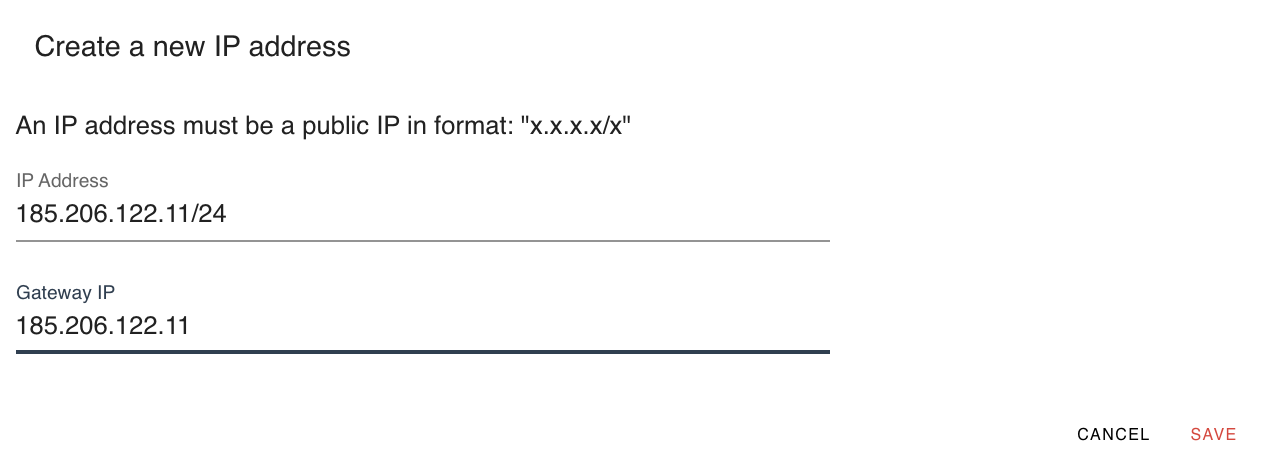 Create a new IP address
An IP address must be a public IP in format: "x.x.x.x/x"
IP Address
185.206.122.11/24
Gateway IP
185.206.122.11
CANCEL SAVE